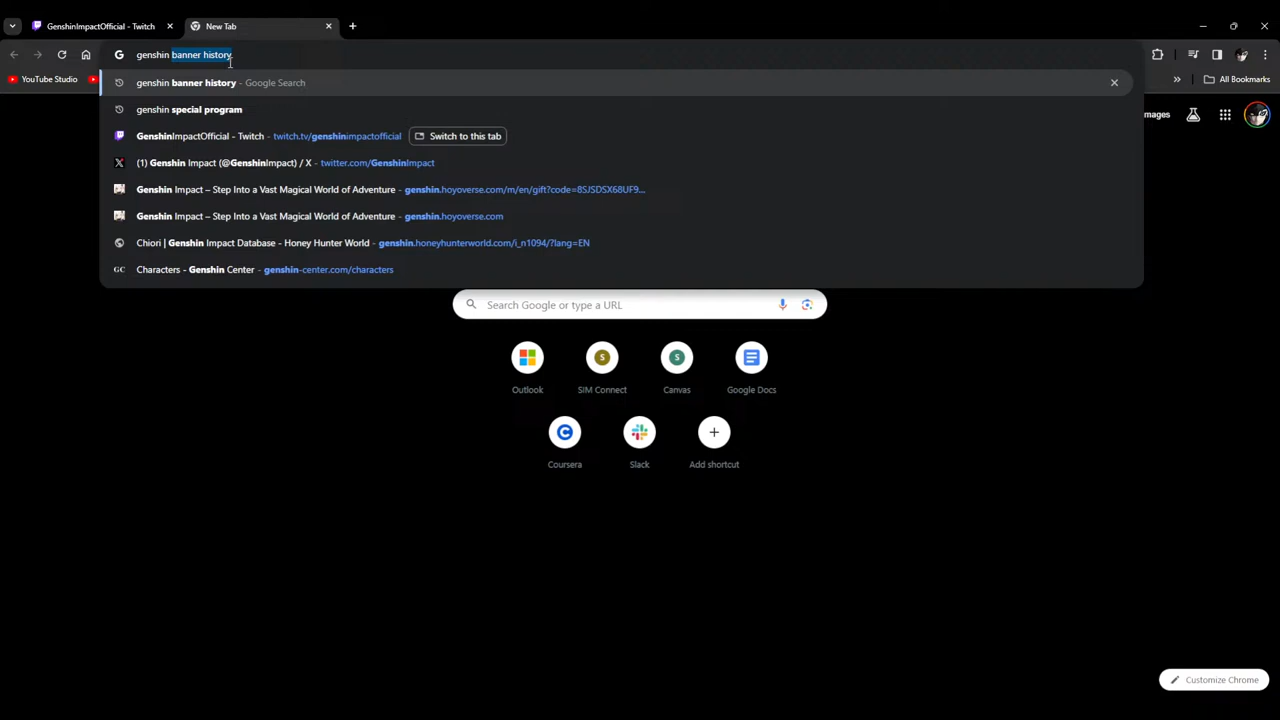 GenshinImpactOfficial - Twitch
New Tab
genshin banner history
YouTube Studio
All Bookmarks
genshin banner history - Google Search
genshin special program
GenshinImpactOfficial - Twitch - twitch.tv/genshinimpactofficial Switch to this tab
(1) Genshin Impact (@GenshinImpact) / X - twitter.com/GenshinImpact
Genshin Impact – Step Into a Vast Magical World of Adventure - genshin.hoyoverse.com/m/en/gift?code=8SJSDSX68UF9...
Genshin Impact – Step Into a Vast Magical World of Adventure - genshin.hoyoverse.com
Chiori | Genshin Impact Database - Honey Hunter World - genshin.honeyhunterworld.com/i_n1094/?lang=EN
GC Characters - Genshin Center - genshin-center.com/characters
Search Google or type a URL
Outlook
S
SIM Connect
S
Canvas
Google Docs
Coursera
Slack
Add shortcut
Customize Chrome